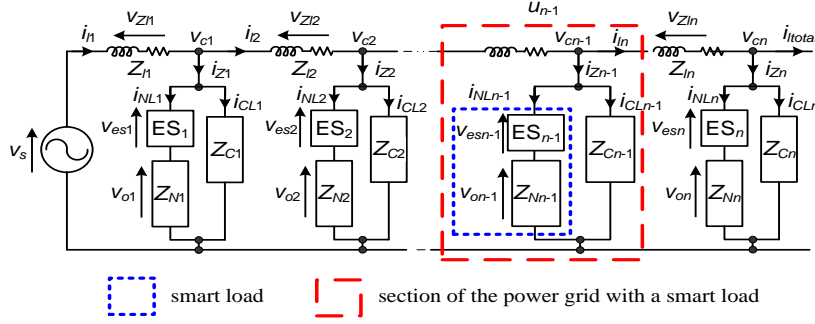 u_{n-1}
v_{Zl1} v_{Zl2} v_{Zln}
i_{l1} v_{c1} i_{l2} v_{c2} v_{cn-1} i_{ln} v_{cn} i_{ltotal}
Z_{l1} Z_{l2} Z_{ln}
i_{Z1} i_{Z2} i_{Zn-1} i_{Zn}
i_{NL1} i_{CL1} i_{NL2} i_{CL2} i_{NLn-1} i_{CLn-1} i_{NLn} i_{CLn}
v_{es1} ES_1 v_{es2} ES_2 v_{esn-1} ES_{n-1} v_{esn} ES_n
v_s Z_{C1} Z_{C2} Z_{Cn-1} Z_{Cn}
v_{o1} Z_{N1} v_{o2} Z_{N2} v_{on-1} Z_{Nn-1} v_{on} Z_{Nn}
smart load section of the power grid with a smart load